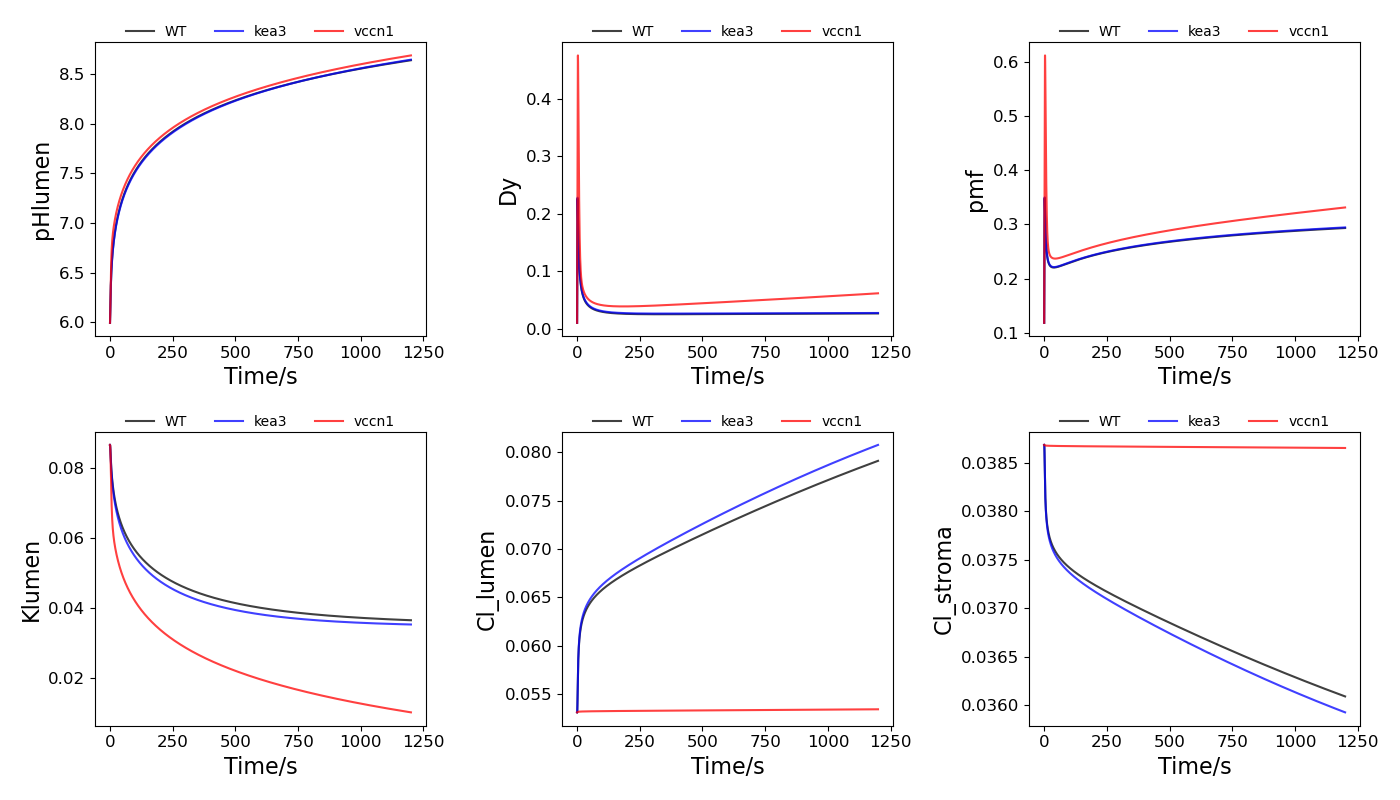 WT kea3 vccn1
8.5
8.0
7.5
7.0
6.5
6.0
pHlumen
0 250 500 750 1000 1250
Time/s
WT kea3 vccn1
0.4
0.3
0.2
0.1
0.0
Dy
0 250 500 750 1000 1250
Time/s
WT kea3 vccn1
0.6
0.5
0.4
0.3
0.2
0.1
pmf
0 250 500 750 1000 1250
Time/s
WT kea3 vccn1
0.08
0.06
0.04
0.02
Klumen
0 250 500 750 1000 1250
Time/s
WT kea3 vccn1
0.080
0.075
0.070
0.065
0.060
0.055
Cl_lumen
0 250 500 750 1000 1250
Time/s
WT kea3 vccn1
0.0385
0.0380
0.0375
0.0370
0.0365
0.0360
Cl_stroma
0 250 500 750 1000 1250
Time/s